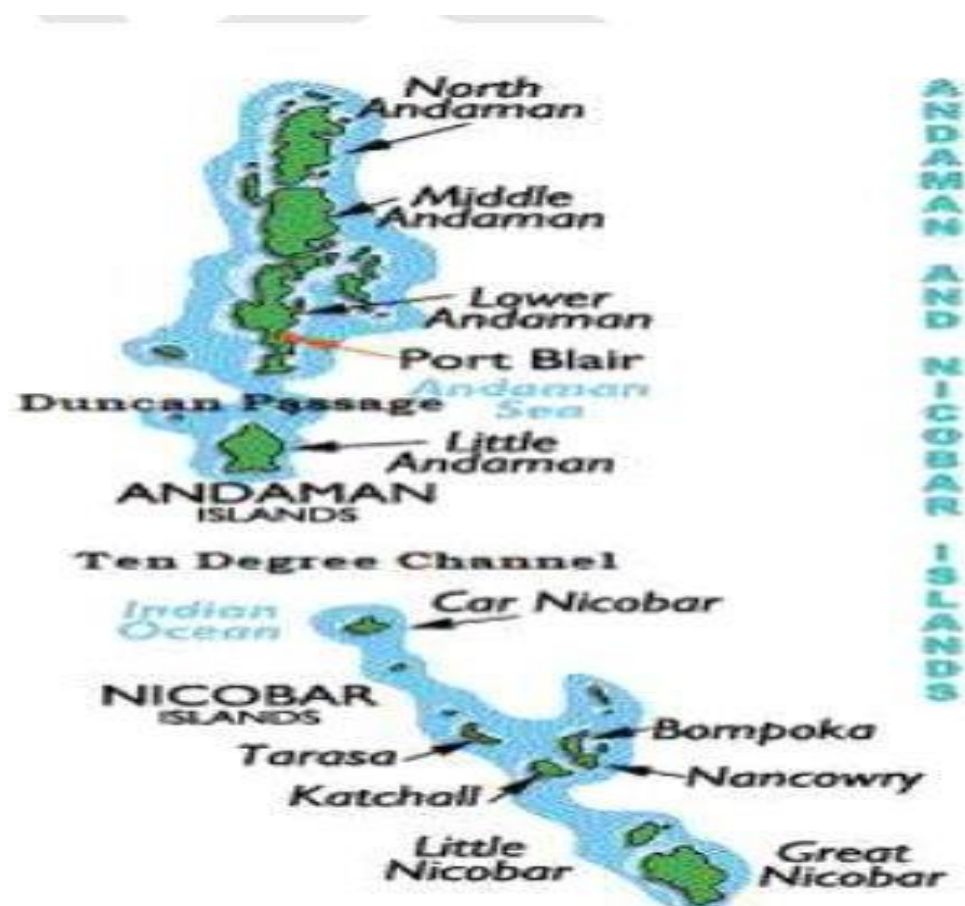 North
Andaman
Middle
Andaman
Lower
Andaman
Port Blair
Andaman
Sea
Duncan Passage
Little
Andaman
ANDAMAN
ISLANDS
Ten Degree Channel
Indian
Ocean
Car Nicobar
NICOBAR
ISLANDS
Tarasa
Bompoka
Katchall
Nancowry
Little
Nicobar
Great
Nicobar
ANDAMAN AND NICOBAR ISLANDS